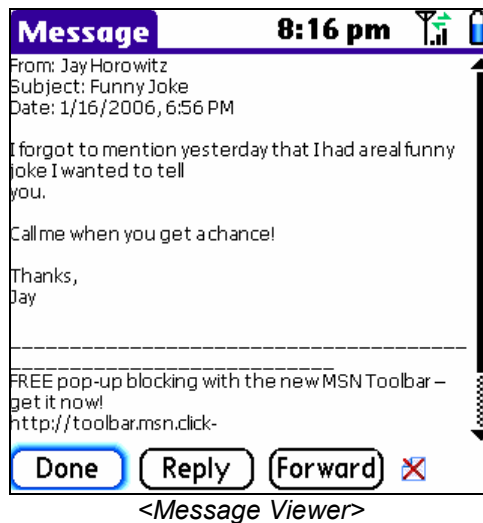 Message 8:16 pm
From: Jay Horowitz
Subject: Funny Joke
Date: 1/16/2006, 6:56 PM
I forgot to mention yesterday that I had a real funny
joke I wanted to tell
you.
Call me when you get a chance!
Thanks,
Jay
_______________________________________
____________________________
FREE pop-up blocking with the new MSN Toolbar –
get it now!
http://toolbar.msn.click-
Done Reply Forward
<Message Viewer>